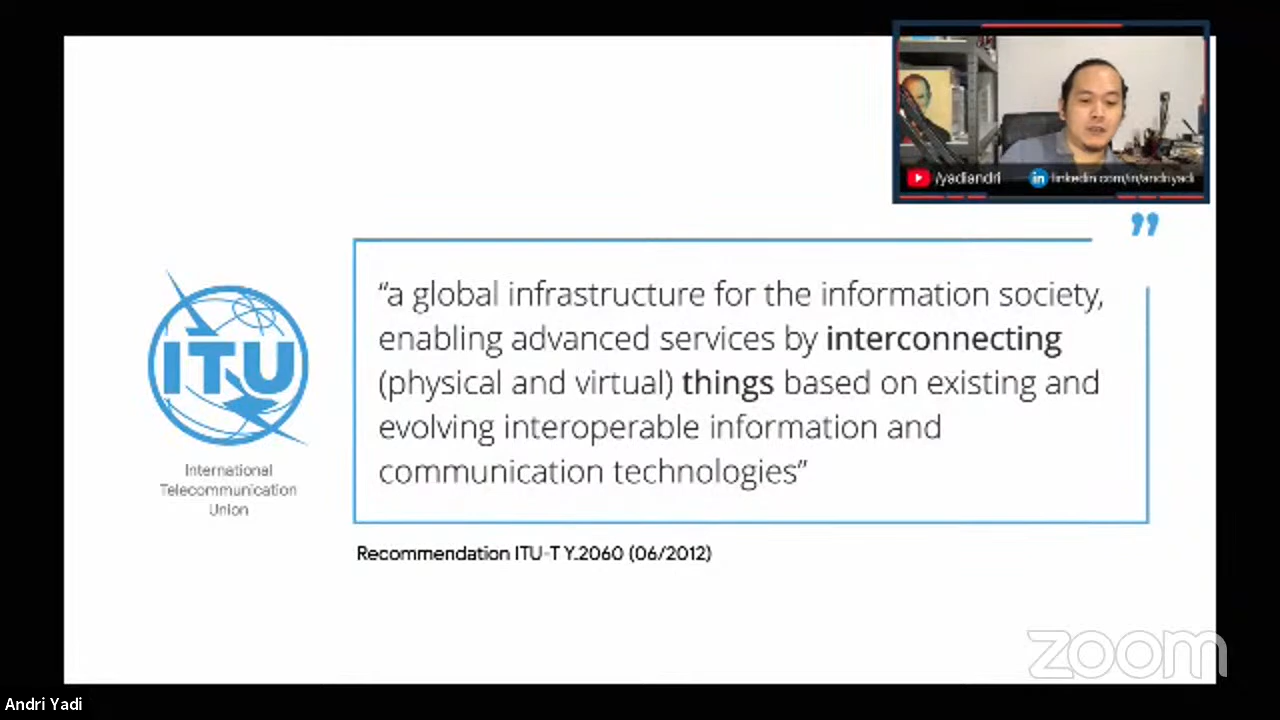 /yadiandri
in linkedin.com/in/andriyadi
”
“a global infrastructure for the information society,
enabling advanced services by interconnecting
(physical and virtual) things based on existing and
evolving interoperable information and
communication technologies”
ITU
International
Telecommunication
Union
Recommendation ITU-T Y.2060 (06/2012)
zoom
Andri Yadi